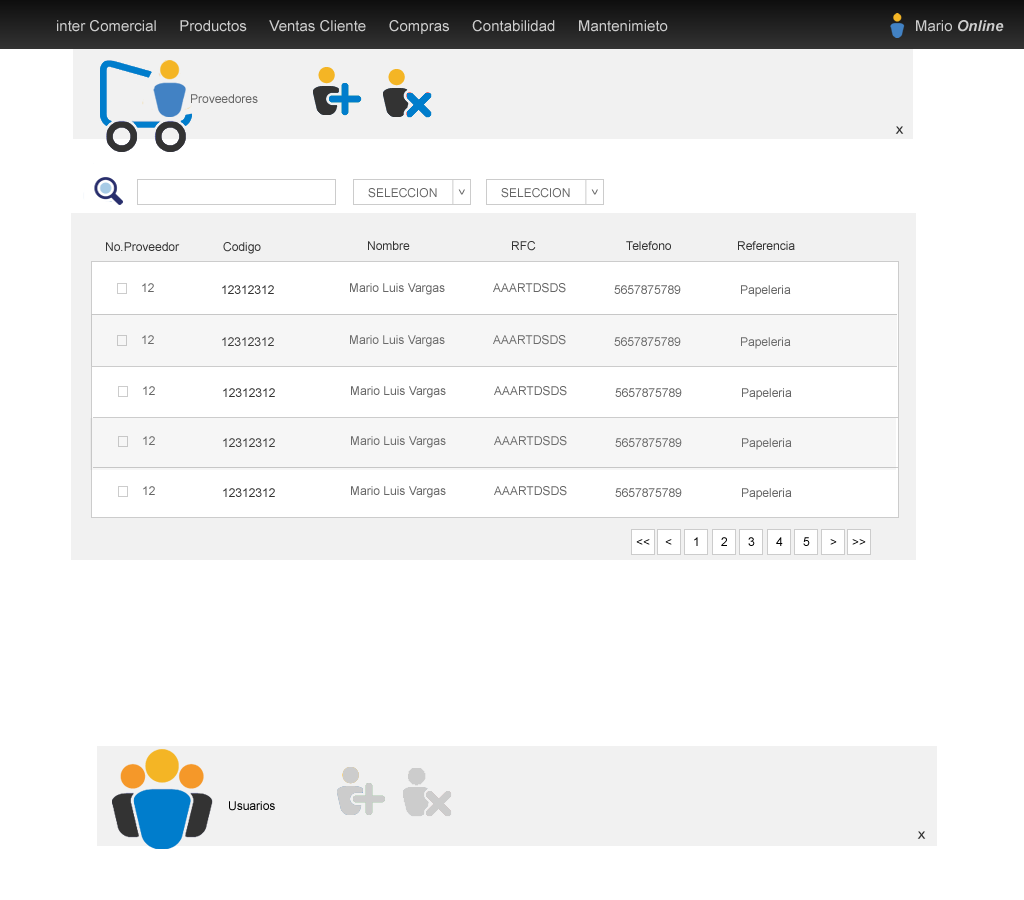 inter Comercial Productos Ventas Cliente Compras Contabilidad Mantenimieto Mario Online
Proveedores
x
SELECCION v SELECCION v
No.Proveedor Codigo Nombre RFC Telefono Referencia
12 12312312 Mario Luis Vargas AAARTDSDS 5657875789 Papeleria
12 12312312 Mario Luis Vargas AAARTDSDS 5657875789 Papeleria
12 12312312 Mario Luis Vargas AAARTDSDS 5657875789 Papeleria
12 12312312 Mario Luis Vargas AAARTDSDS 5657875789 Papeleria
12 12312312 Mario Luis Vargas AAARTDSDS 5657875789 Papeleria
<< < 1 2 3 4 5 > >>
Usuarios
x